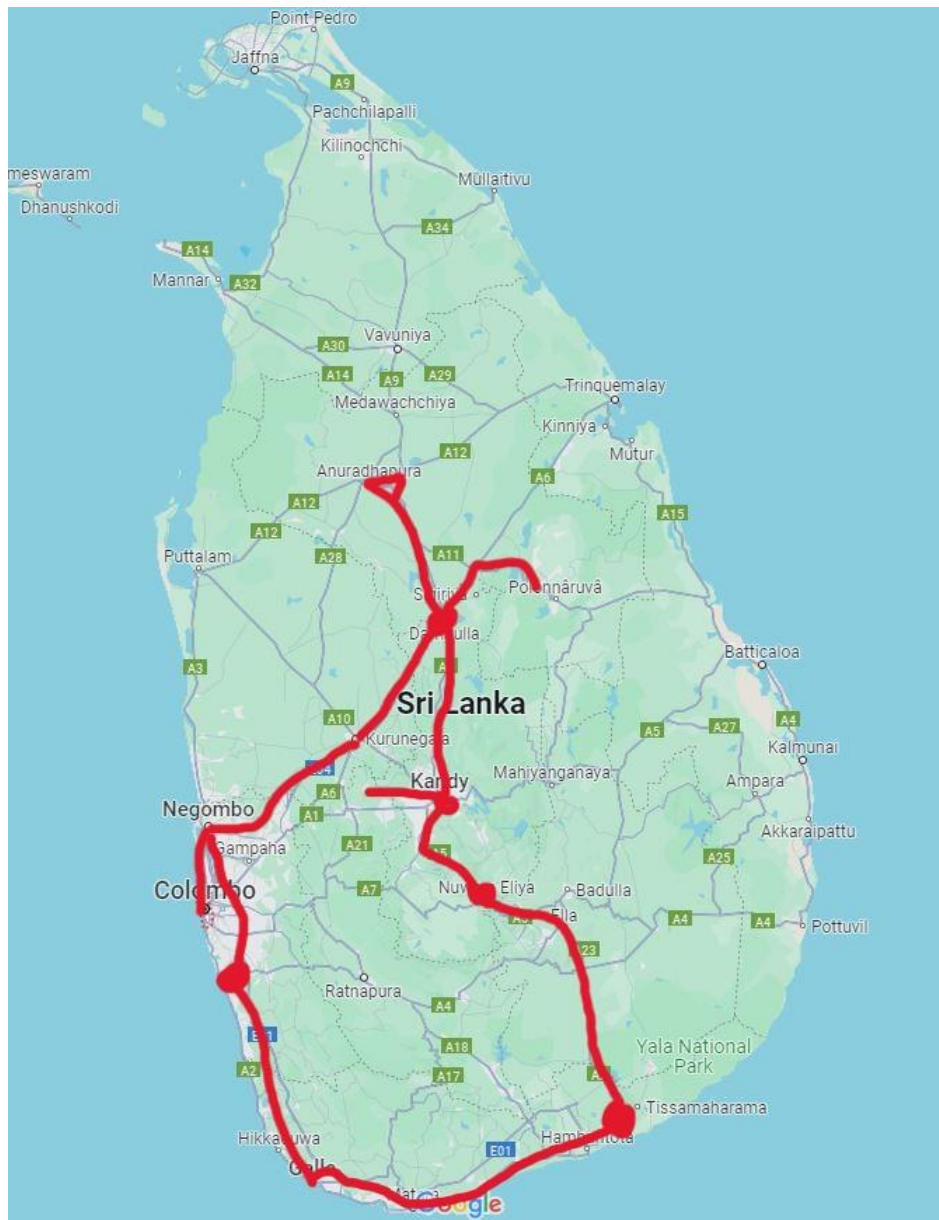 Point Pedro
Jaffna
A9
Pachchilapalli
Kilinochchi
meswaram
Mullaitivu
Dhanushkodi
A34
A14
Mannar
A32
Vavuniya
A30
A14
A9
A29
Trinquemalay
Medawachchiya
Kinniya
A12
Mutur
Anuradhapura
A6
A12
A15
A12
A28
A11
Puttalam
Polonnâruvâ
Batticaloa
A3
Sri Lanka
A10
A5
A27
A4
Kurunegala
Kalmunai
Kandy
Mahiyanganaya
Ampara
A6
Negombo
A1
Akkaraipattu
Gampaha
A21
A25
Colombo
A7
Eliya
Badulla
Ella
A4
A4
Pottuvil
A23
Ratnapura
A4
Yala National
Park
A18
A2
A17
Tissamaharama
Hikkaduwa
E01
Hambantota
Galle
Google